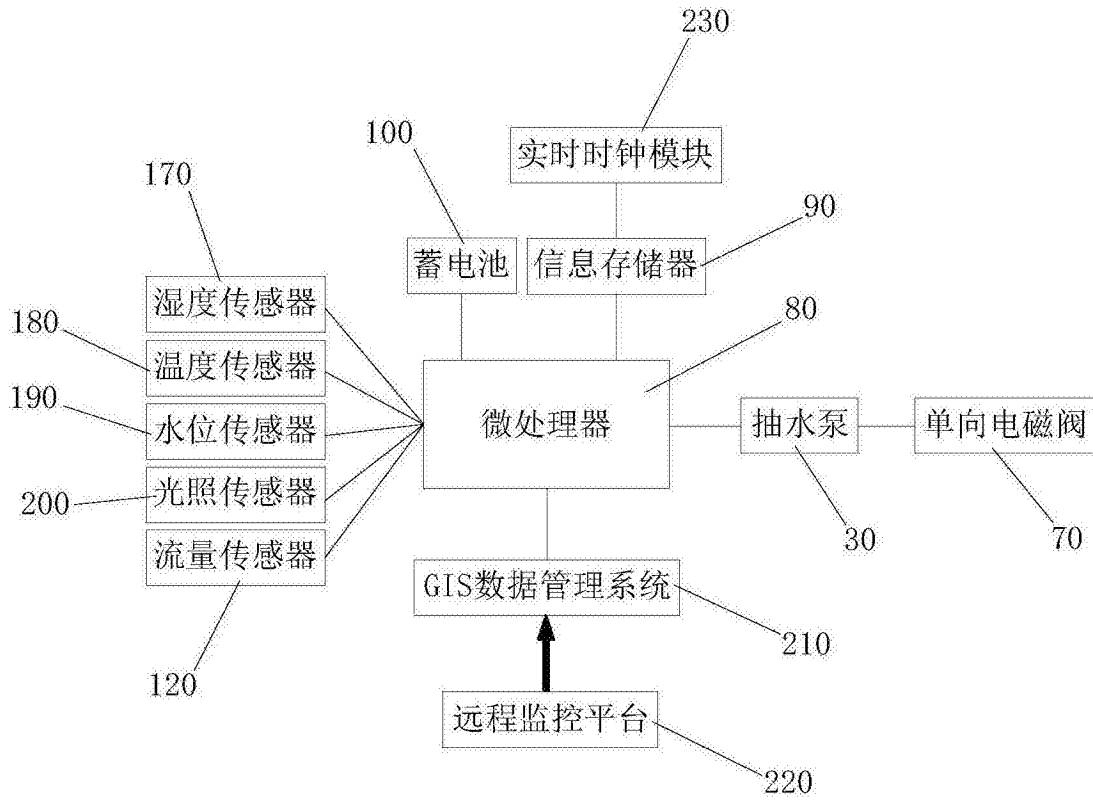 230
实时时钟模块
100
90
170
蓄电池
信息存储器
湿度传感器
180
温度传感器
80
190
水位传感器
微处理器
抽水泵
单向电磁阀
200
光照传感器
30
70
流量传感器
GIS数据管理系统
210
120
远程监控平台
220